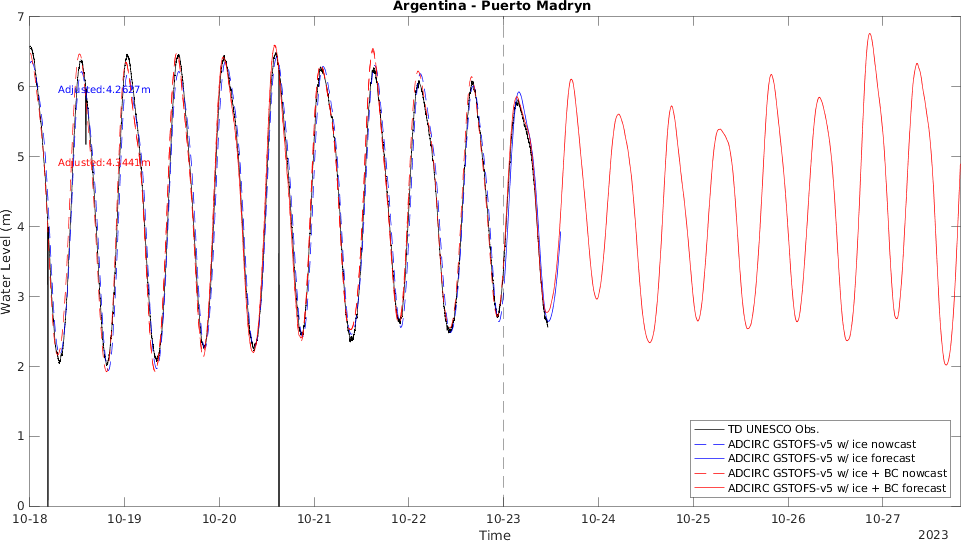 Argentina - Puerto Madryn
7
6
5
4
3
2
1
0
Water Level (m)
Adjusted:4.2627m
Adjusted:4.3441m
TD UNESCO Obs.
ADCIRC GSTOFS-v5 w/ ice nowcast
ADCIRC GSTOFS-v5 w/ ice forecast
ADCIRC GSTOFS-v5 w/ ice + BC nowcast
ADCIRC GSTOFS-v5 w/ ice + BC forecast
10-18 10-19 10-20 10-21 10-22 10-23 10-24 10-25 10-26 10-27
Time
2023